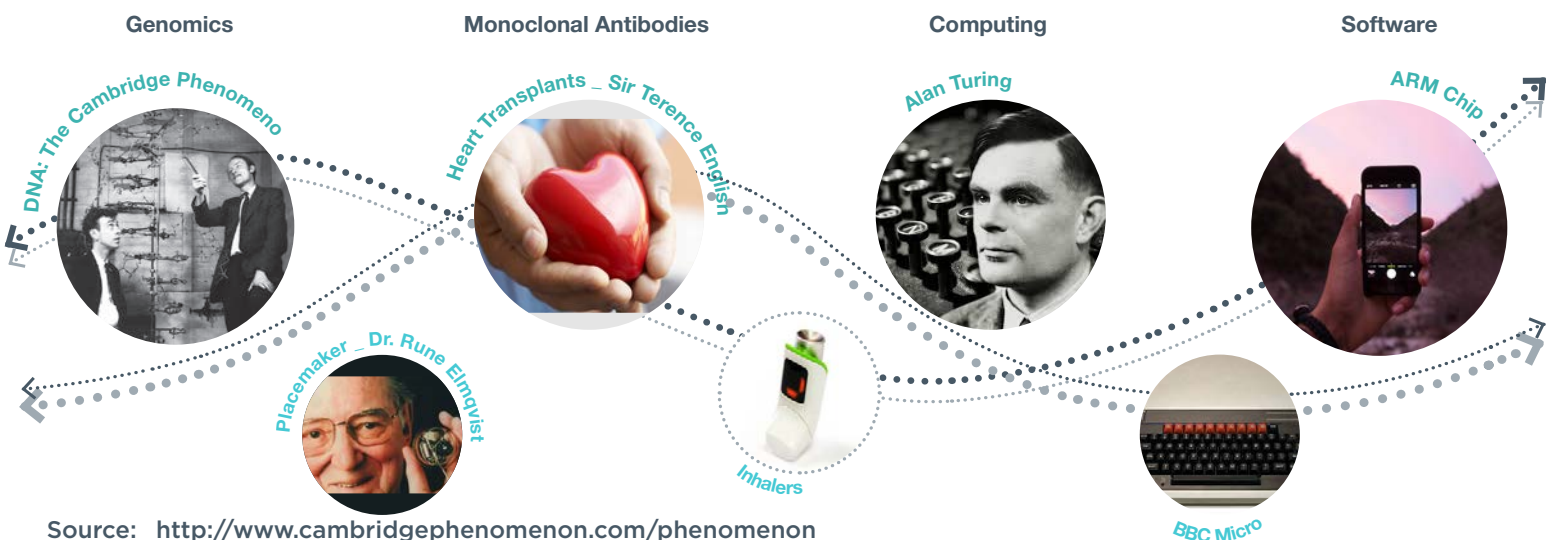 Genomics
Monoclonal Antibodies
Computing
Software
DNA: The Cambridge Phenomeno
Heart Transplants _ Sir Terence English
Alan Turing
ARM Chip
Placemaker _ Dr. Rune Elmqvist
Inhalers
BBC Micro
Source: http://www.cambridgephenomenon.com/phenomenon